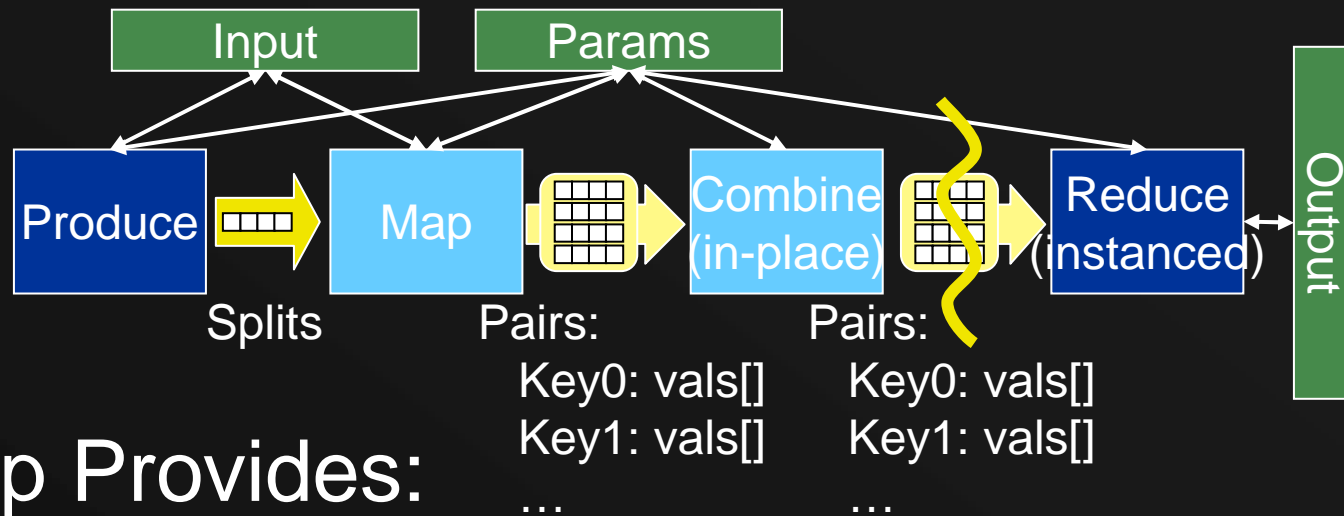 Input
Params
Produce
Map
Combine
(in-place)
Reduce
(instanced)
Output
Splits
Pairs:
Key0: vals[]
Key1: vals[]
...
Pairs:
Key0: vals[]
Key1: vals[]
...
p Provides: